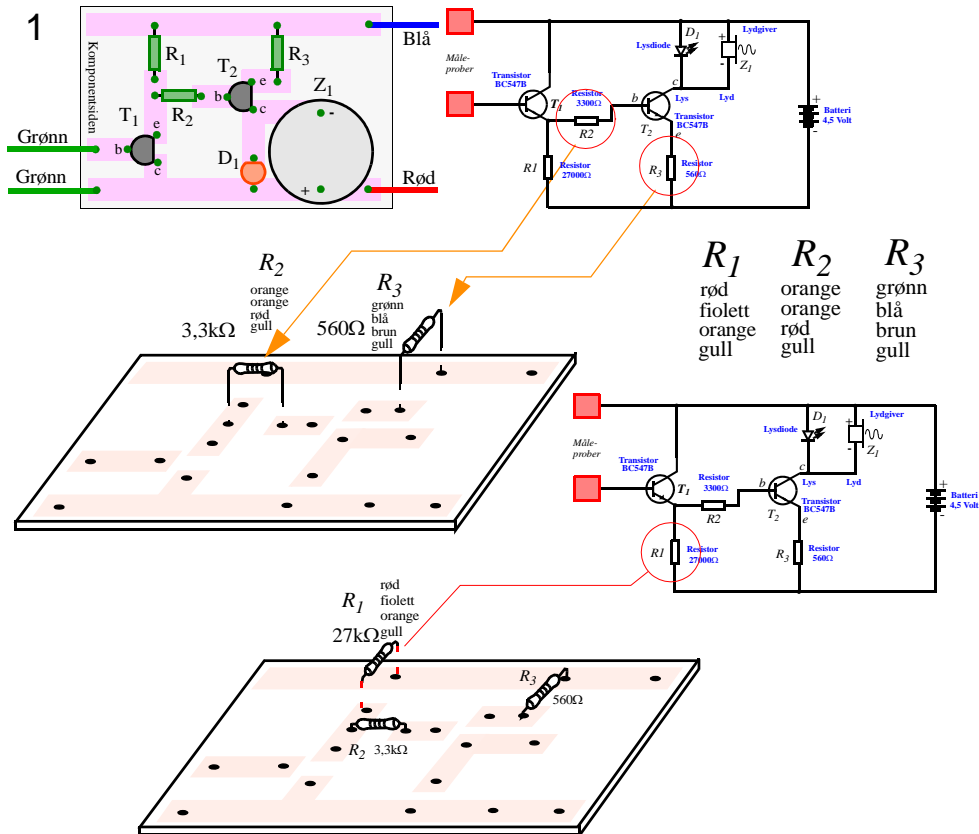 1
Komponentsiden
Blå
R1
R3
T2
e
Z1
b
c
-
R2
T1
e
Grønn
b
c
D1
Grønn
+
Rød
Måle-
prober
Transistor
BC547B
T1
Resistor
3300Ω
R2
Lysdiode
D1
Lydgiver
+
-
Z1
c
Lys
Lyd
b
T2
Transistor
BC547B
e
R1
Resistor
27000Ω
R3
Resistor
560Ω
+
Batteri
4,5 Volt
-
R2
orange
orange
rød
gull
3,3kΩ
R3
grønn
blå
brun
gull
560Ω
R1
rød
fiolett
orange
gull
R2
orange
orange
rød
gull
R3
grønn
blå
brun
gull
Måle-
prober
Transistor
BC547B
T1
Resistor
3300Ω
R2
Lysdiode
D1
Lydgiver
+
-
Z1
c
Lys
Lyd
b
T2
Transistor
BC547B
e
R1
Resistor
27000Ω
R3
Resistor
560Ω
+
Batteri
4,5 Volt
-
R1
27kΩ
rød
fiolett
orange
gull
R3
560Ω
R2
3,3kΩ